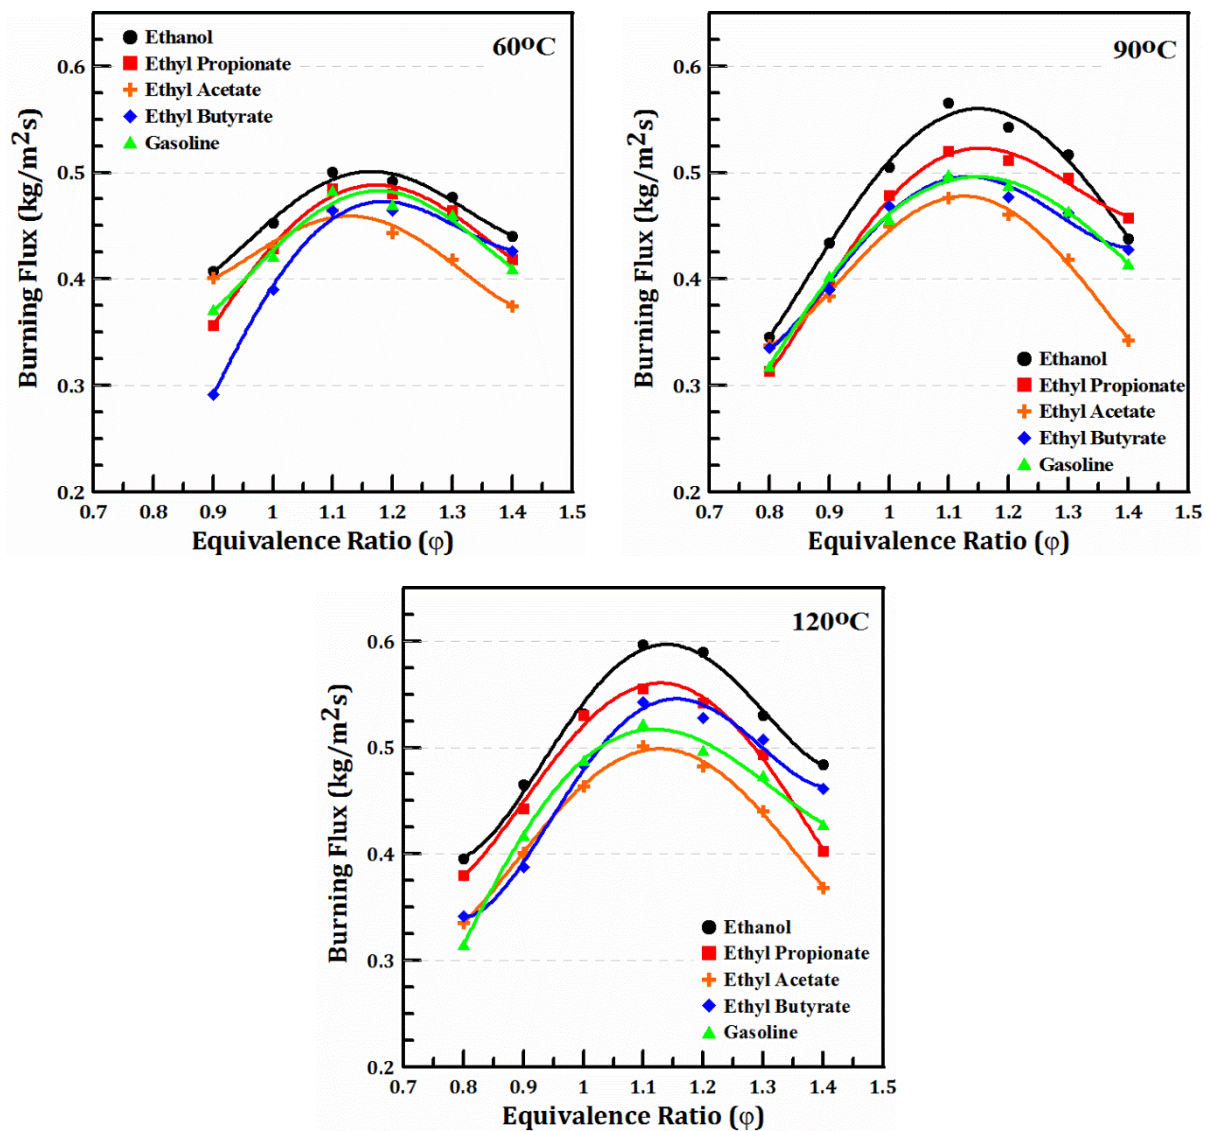 60ºC
Ethanol
Ethyl Propionate
Ethyl Acetate
Ethyl Butyrate
Gasoline
Burning Flux (kg/m²s)
0.6
0.5
0.4
0.3
0.2
0.7 0.8 0.9 1 1.1 1.2 1.3 1.4 1.5
Equivalence Ratio (φ)
90ºC
Burning Flux (kg/m²s)
0.6
0.5
0.4
0.3
0.2
Ethanol
Ethyl Propionate
Ethyl Acetate
Ethyl Butyrate
Gasoline
0.7 0.8 0.9 1 1.1 1.2 1.3 1.4 1.5
Equivalence Ratio (φ)
120ºC
Burning Flux (kg/m²s)
0.6
0.5
0.4
0.3
0.2
Ethanol
Ethyl Propionate
Ethyl Acetate
Ethyl Butyrate
Gasoline
0.7 0.8 0.9 1 1.1 1.2 1.3 1.4 1.5
Equivalence Ratio (φ)